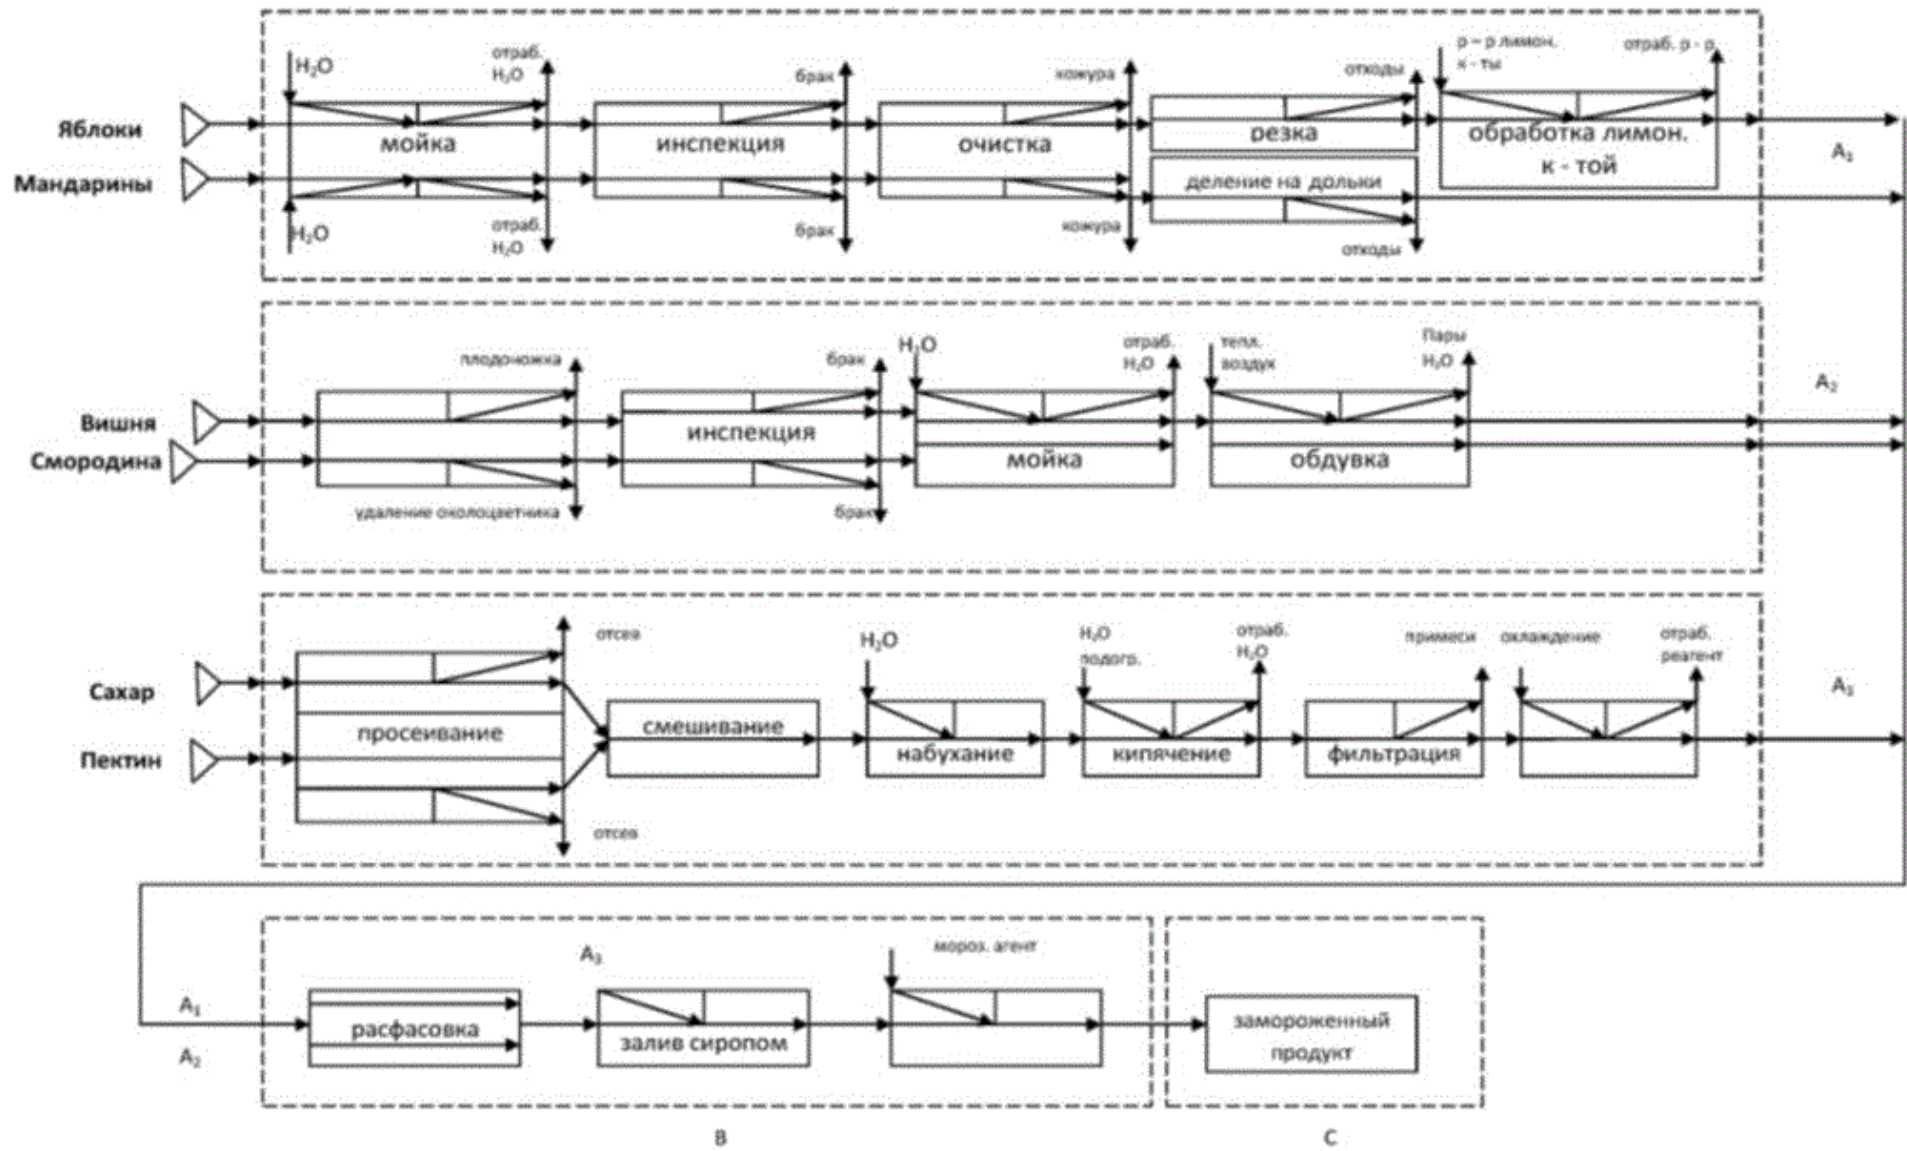 H₂O
отраб.
H₂O
брак
кожура
отходы
р – р лимон.
к - ты
отраб. р - р
Яблоки
мойка
инспекция
очистка
резка
обработка лимон.
к - той
A₁
Мандарины
деление на дольки
H₂O
отраб.
H₂O
брак
кожура
отходы
плодоножка
брак
H₂O
отраб.
H₂O
тепл.
воздук
Пары
H₂O
A₂
Вишня
Смородина
инспекция
мойка
обдувка
удаление околоцветника
брак
отсев
H₂O
H₂O
подогр.
отраб.
H₂O
примеси
охлаждение
отраб.
реагент
Сахар
A₃
просеивание
смешивание
набухание
кипячение
фильтрация
Пектин
отсев
A₃
мороз. агент
A₁
A₂
расфасовка
залив сиропом
замороженный
продукт
B
C